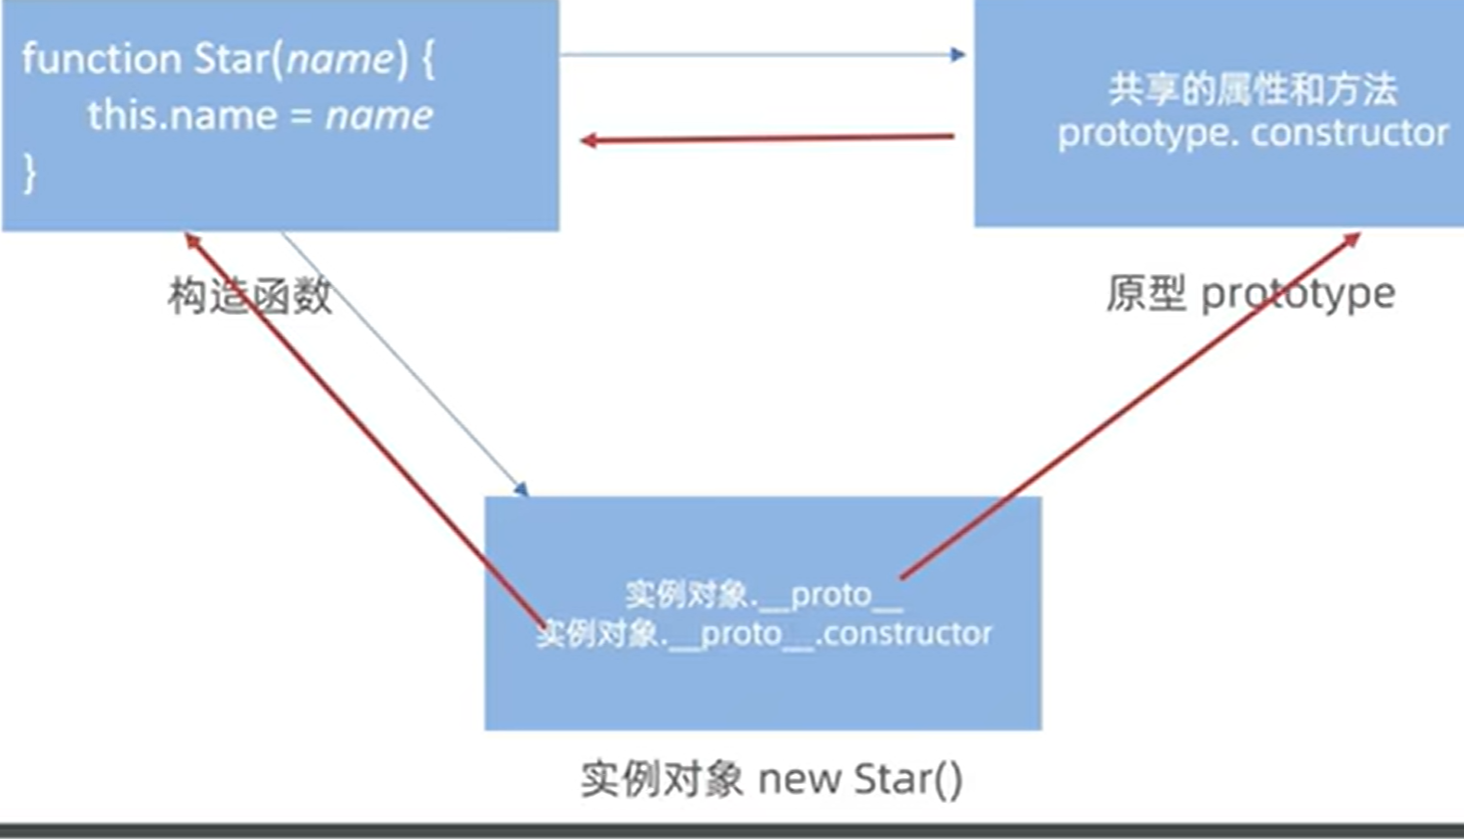 function Star(name) {
this.name = name
}
共享的属性和方法
prototype. constructor
构造函数
原型 prototype
实例对象.__proto__
实例对象.__proto__.constructor
实例对象 new Star()